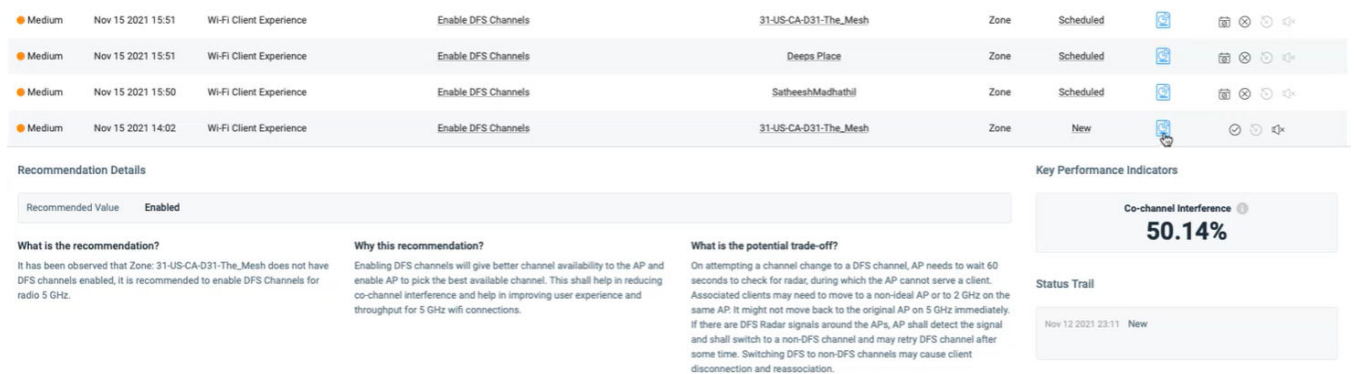 Medium Nov 15 2021 15:51 Wi-Fi Client Experience Enable DFS Channels 31-US-CA-D31-The_Mesh Zone Scheduled
Medium Nov 15 2021 15:51 Wi-Fi Client Experience Enable DFS Channels Deeps Place Zone Scheduled
Medium Nov 15 2021 15:50 Wi-Fi Client Experience Enable DFS Channels SatheeshMadhathil Zone Scheduled
Medium Nov 15 2021 14:02 Wi-Fi Client Experience Enable DFS Channels 31-US-CA-D31-The_Mesh Zone New
Recommendation Details
Recommended Value Enabled
What is the recommendation?
It has been observed that Zone: 31-US-CA-D31-The_Mesh does not have
DFS channels enabled, it is recommended to enable DFS Channels for
radio 5 GHz.
Why this recommendation?
Enabling DFS channels will give better channel availability to the AP and
enable AP to pick the best available channel. This shall help in reducing
co-channel interference and help in improving user experience and
throughput for 5 GHz wifi connections.
What is the potential trade-off?
On attempting a channel change to a DFS channel, AP needs to wait 60
seconds to check for radar, during which the AP cannot serve a client.
Associated clients may need to move to a non-ideal AP or to 2 GHz on the
same AP. It might not move back to the original AP on 5 GHz immediately.
If there are DFS Radar signals around the APs, AP shall detect the signal
and shall switch to a non-DFS channel and may retry DFS channel after
some time. Switching DFS to non-DFS channels may cause client
disconnection and reassociation.
Key Performance Indicators
Co-channel Interference
50.14%
Status Trail
Nov 12 2021 23:11 New